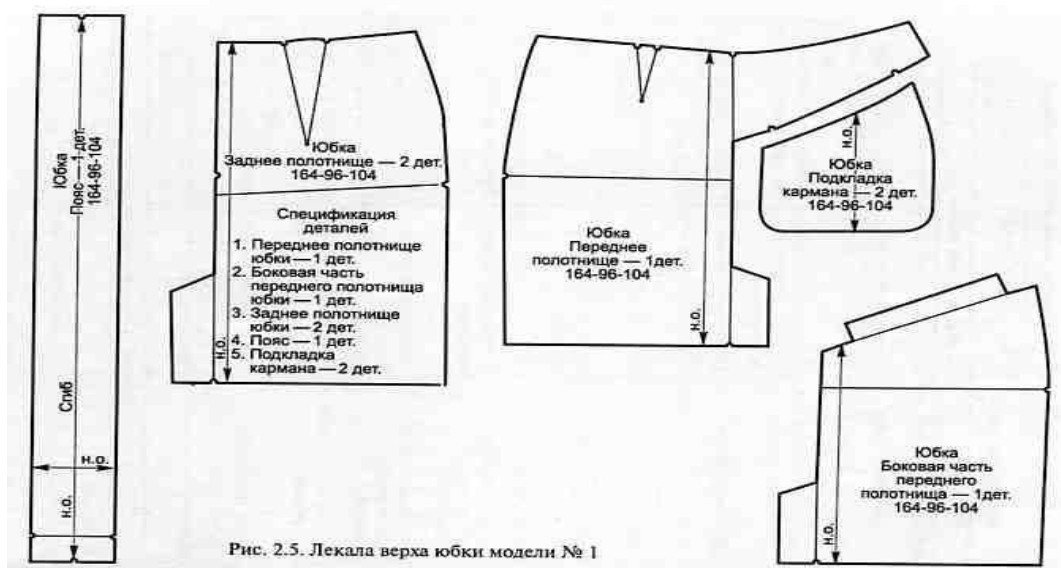 Юбка
Пояс — 1 дет.
164-96-104
Сгиб
н.о.
н.о.
Юбка
Заднее полотнище — 2 дет.
164-96-104
Спецификация
деталей
1. Переднее полотнище
юбки — 1 дет.
2. Боковая часть
переднего полотнища
юбки — 1 дет.
3. Заднее полотнище
юбки — 2 дет.
4. Пояс — 1 дет.
5. Подкладка
кармана — 2 дет.
н.о.
Юбка
Переднее
полотнище — 1дет.
164-96-104
н.о.
н.о.
Юбка
Подкладка
кармана — 2 дет.
164-96-104
Юбка
Боковая часть
переднего
полотнища — 1дет.
164-96-104
н.о.
Рис. 2.5. Лекала верха юбки модели № 1